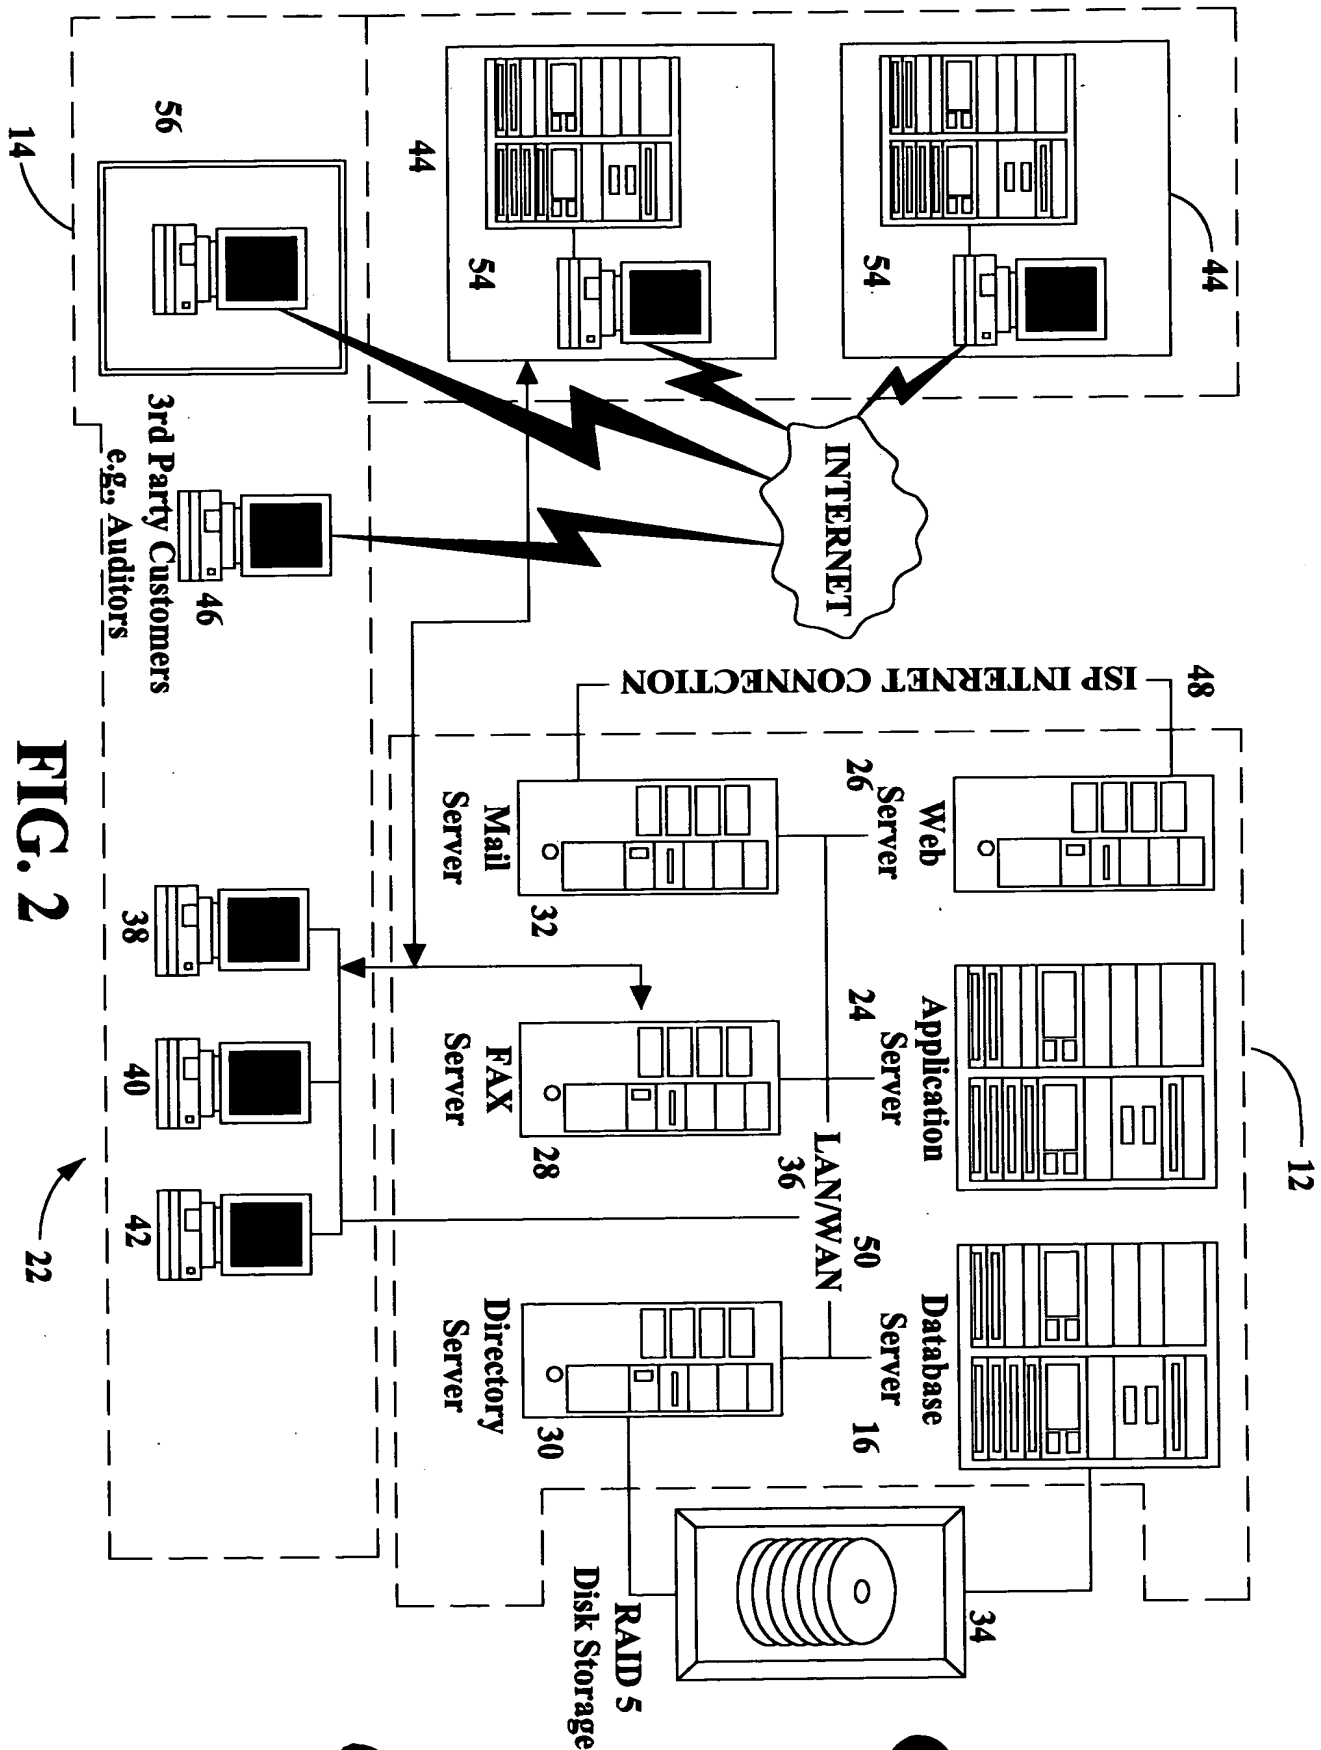 12
44
48
ISP INTERNET CONNECTION
34
Web
Server
26
Application
Server
24
Database
Server
16
54
INTERNET
50
LAN/WAN
36
RAID 5
Disk Storage
32
Mail
Server
28
FAX
Server
30
Directory
Server
54
44
46
56
3rd Party Customers
e.g., Auditors
38
40
42
14
22
FIG. 2